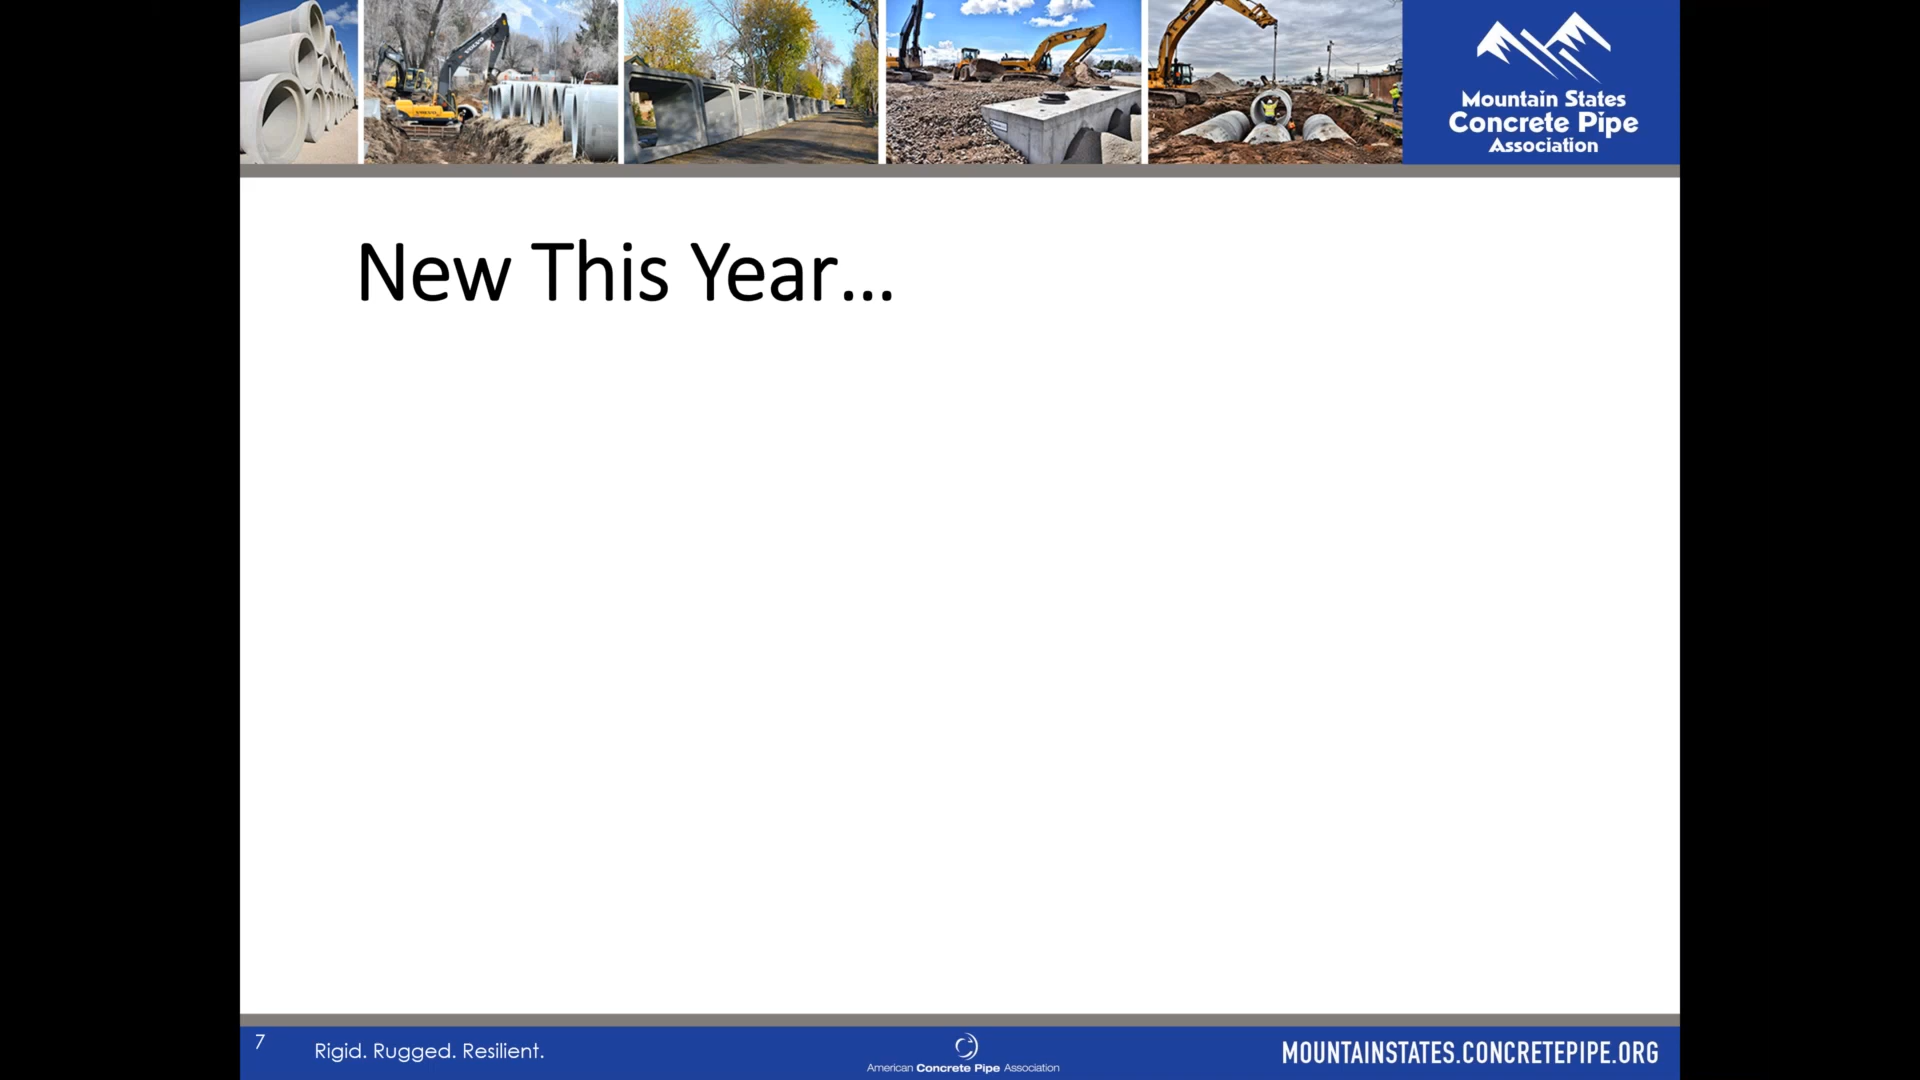 Mountain States
Concrete Pipe
Association
New This Year...
7
Rigid. Rugged. Resilient.
American Concrete Pipe Association
MOUNTAINSTATES.CONCRETEPIPE.ORG